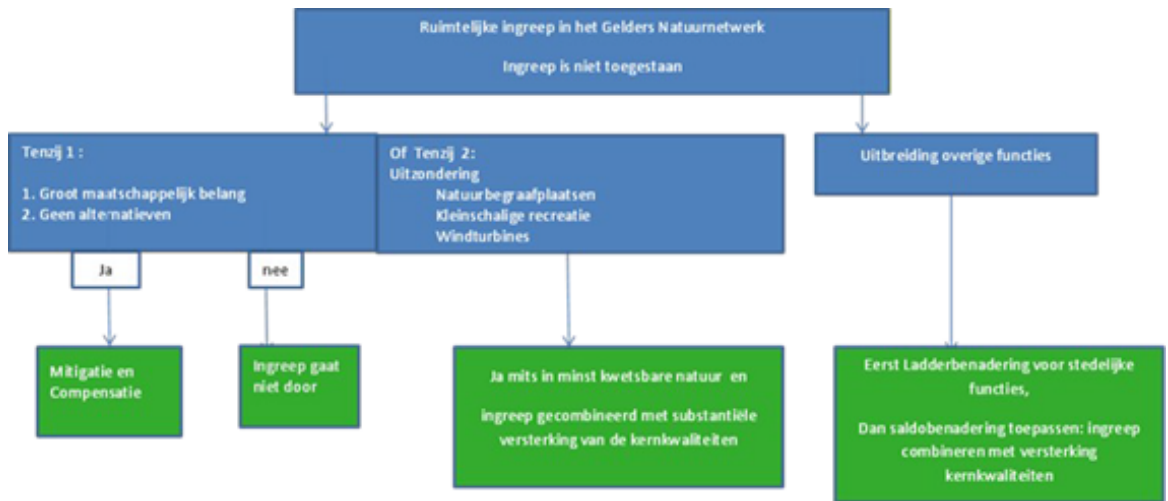 Ruimtelijke ingreep in het Gelders Natuurnetwerk
Ingreep is niet toegestaan
Tenzij 1 :
1. Groot maatschappelijk belang
2. Geen alternatieven
Of Tenzij 2:
Uitzondering
Natuurbegraafplaatsen
Kleinschalige recreatie
Windturbines
Uitbreiding overige functies
Ja
nee
Mitigatie en
Compensatie
Ingreep gaat
niet door
Ja mits in minst kwetsbare natuur en
ingreep gecombineerd met substantiële
versterking van de kernkwaliteiten
Eerst Ladderbenadering voor stedelijke
functies,
Dan saldobenadering toepassen: ingreep
combineren met versterking
kernkwaliteiten